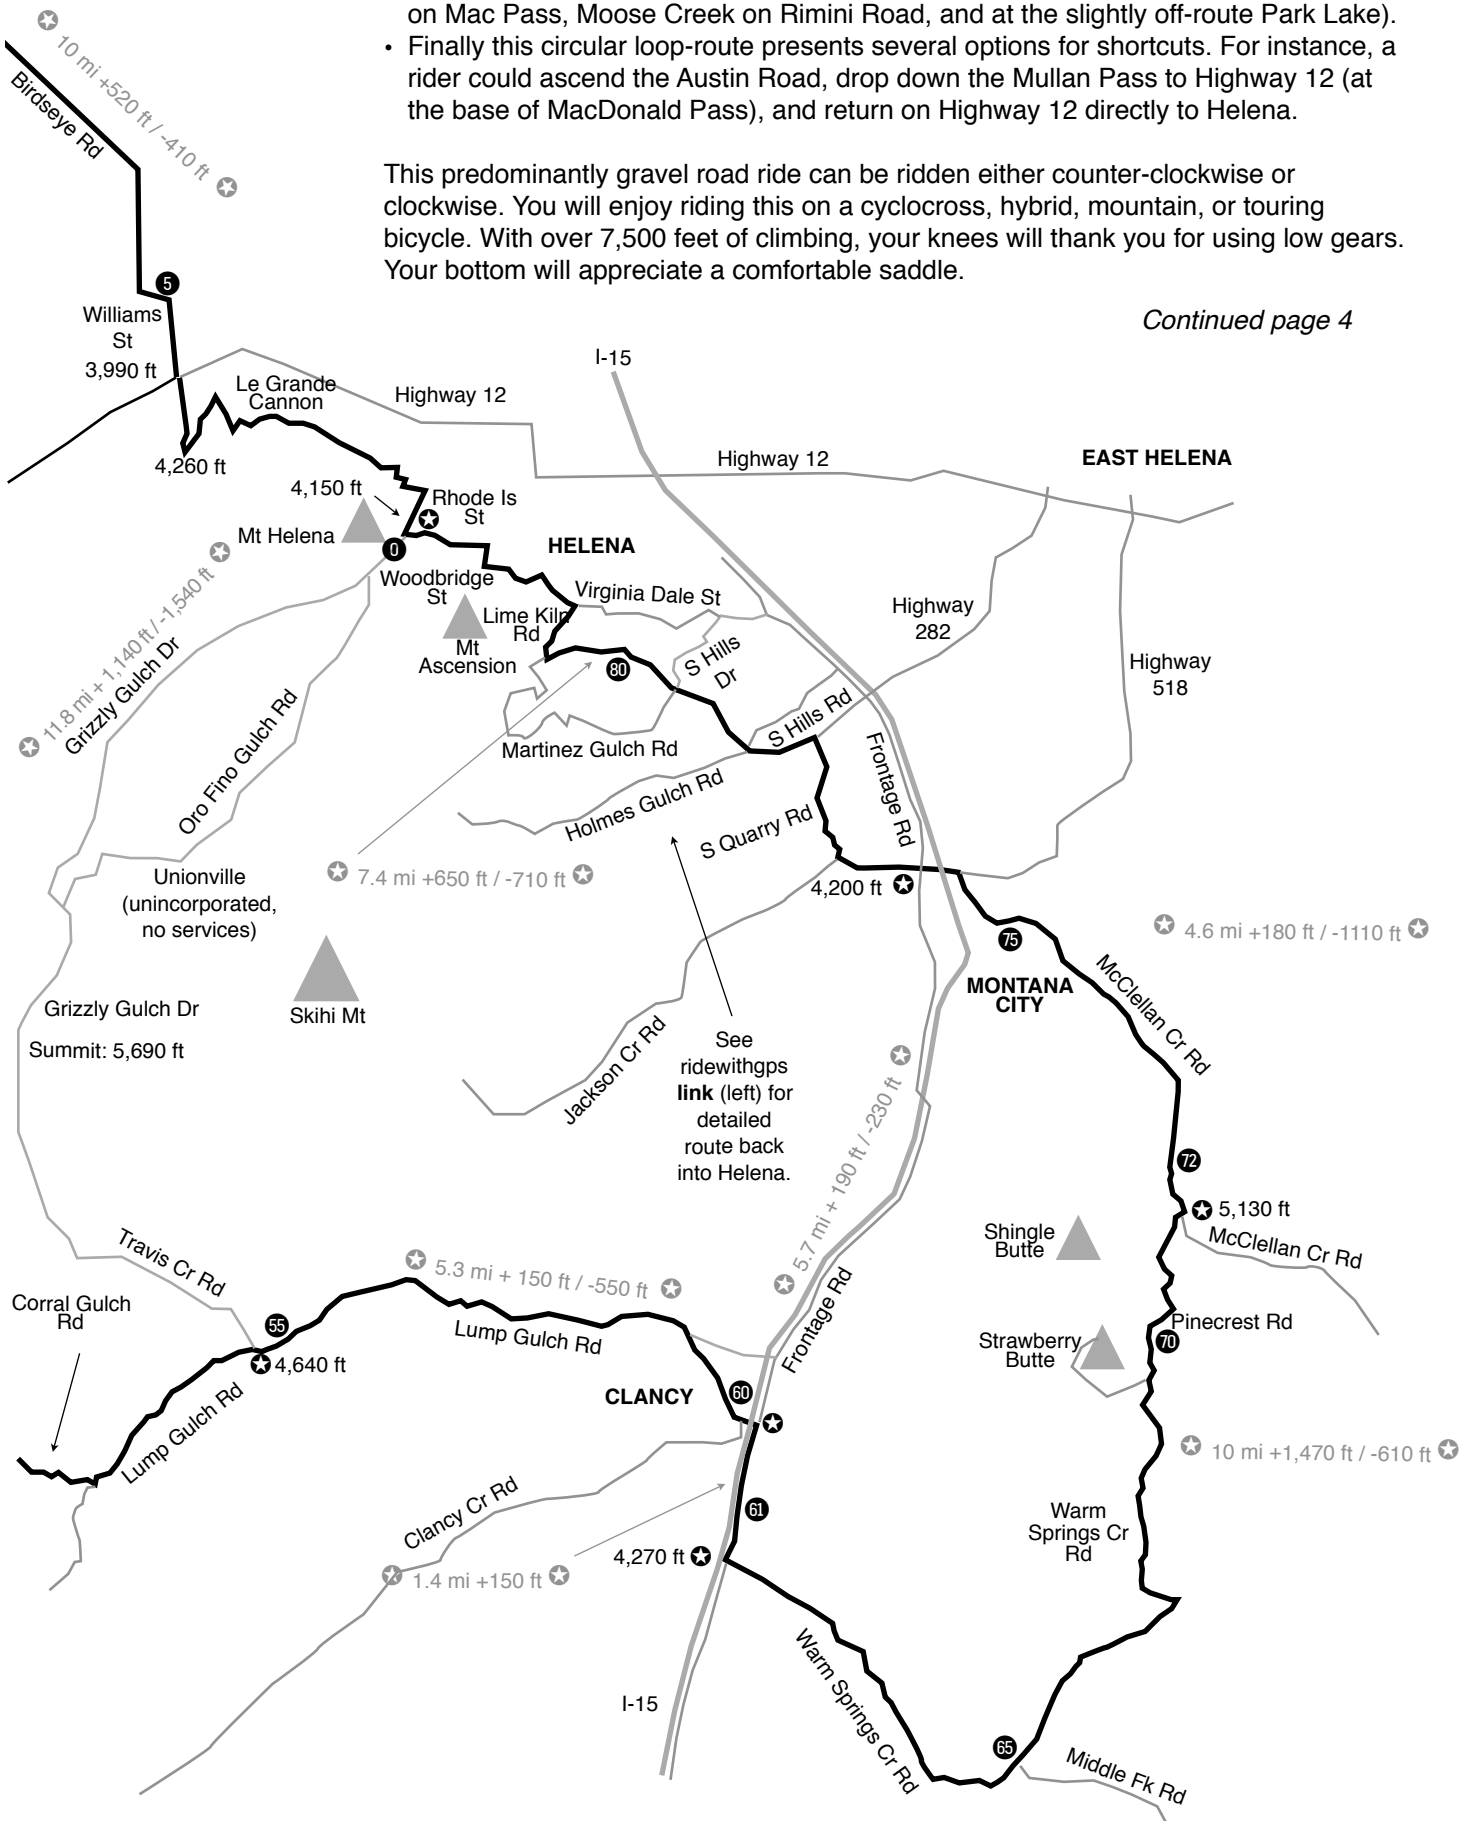 on Mac Pass, Moose Creek on Rimini Road, and at the slightly off-route Park Lake).
• Finally this circular loop-route presents several options for shortcuts. For instance, a
rider could ascend the Austin Road, drop down the Mullan Pass to Highway 12 (at
the base of MacDonald Pass), and return on Highway 12 directly to Helena.
This predominantly gravel road ride can be ridden either counter-clockwise or
clockwise. You will enjoy riding this on a cyclocross, hybrid, mountain, or touring
bicycle. With over 7,500 feet of climbing, your knees will thank you for using low gears.
Your bottom will appreciate a comfortable saddle.
Continued page 4
10 mi +520 ft / -410 ft
Birdseye Rd
5
Williams
St
3,990 ft
I-15
Le Grande
Cannon
Highway 12
Highway 12
EAST HELENA
4,260 ft
4,150 ft
Rhode Is
St
Mt Helena
0
HELENA
Woodbridge
St
Virginia Dale St
Lime Kiln
Rd
Mt
Ascension
80
S Hills
Dr
Highway
282
Highway
518
11.8 mi + 1,140 ft / -1,540 ft
Grizzly Gulch Dr
Oro Fino Gulch Rd
Martinez Gulch Rd
S Hills Rd
Frontage Rd
Holmes Gulch Rd
S Quarry Rd
Unionville
(unincorporated,
no services)
7.4 mi +650 ft / -710 ft
4,200 ft
75
4.6 mi +180 ft / -1110 ft
MONTANA
CITY
McClellan Cr Rd
Skihi Mt
Grizzly Gulch Dr
Summit: 5,690 ft
See
ridewithgps
link (left) for
detailed
route back
into Helena.
Jackson Cr Rd
5.7 mi + 190 ft / -230 ft
72
5,130 ft
McClellan Cr Rd
Shingle
Butte
Travis Cr Rd
5.3 mi + 150 ft / -550 ft
Corral Gulch
Rd
55
4,640 ft
Lump Gulch Rd
Lump Gulch Rd
Frontage Rd
Pinecrest Rd
70
Strawberry
Butte
CLANCY
60
10 mi +1,470 ft / -610 ft
Clancy Cr Rd
61
Warm
Springs Cr
Rd
4,270 ft
1.4 mi +150 ft
Warm Springs Cr Rd
I-15
65
Middle Fk Rd